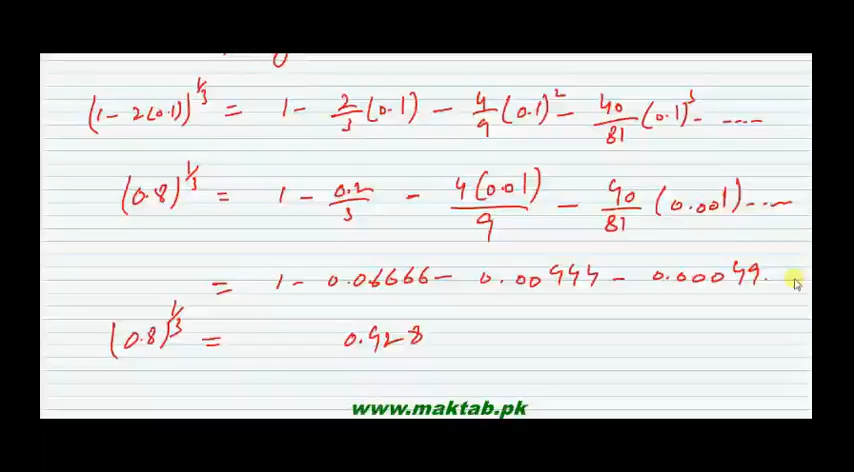 (1-2(0.1))^{1/3} = 1 - 2/3 (0.1) - 4/9 (0.1)^2 - 40/81 (0.1)^3 - ....
(0.8)^{1/3} = 1 - 0.2/3 - 4(0.01)/9 - 40/81 (0.001) ....
= 1 - 0.06666 - 0.00444 - 0.00049.
(0.8)^{1/3} = 0.928
www.maktab.pk